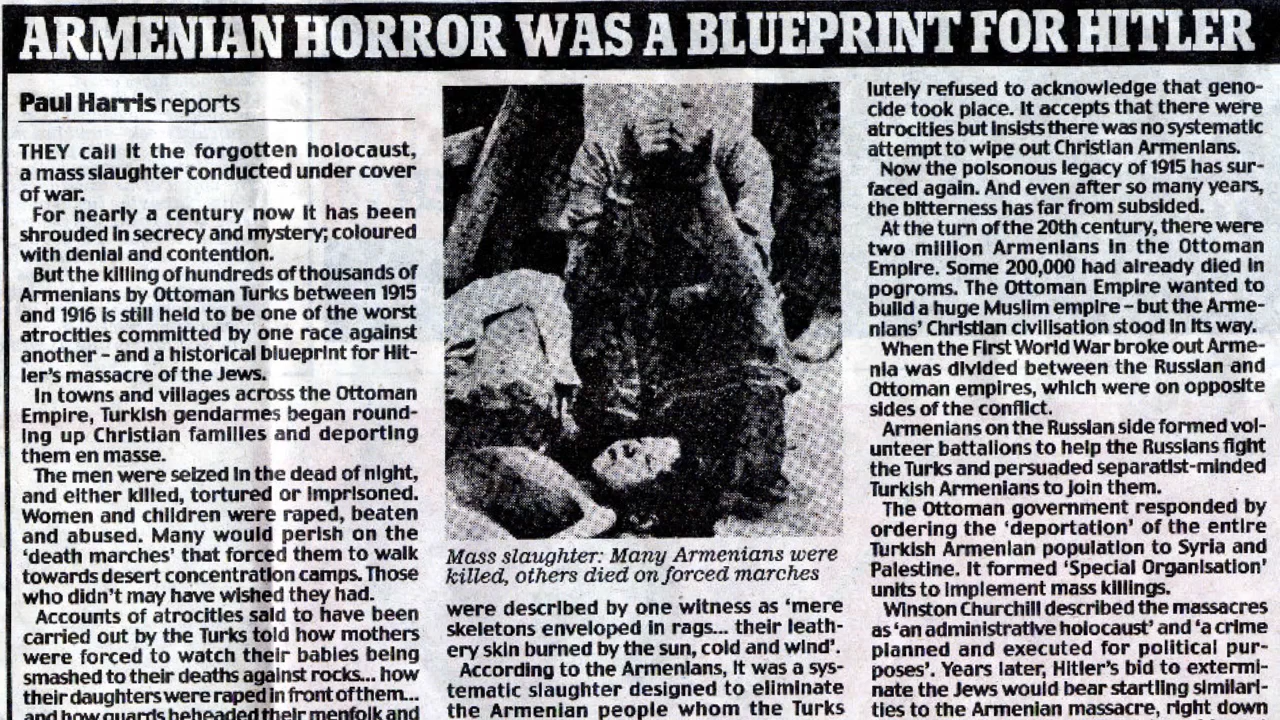 ARMENIAN HORROR WAS A BLUEPRINT FOR HITLER
Paul Harris reports
THEY call it the forgotten holocaust,
a mass slaughter conducted under cover
of war.
For nearly a century now it has been
shrouded in secrecy and mystery; coloured
with denial and contention.
But the killing of hundreds of thousands of
Armenians by Ottoman Turks between 1915
and 1916 is still held to be one of the worst
atrocities committed by one race against
another – and a historical blueprint for Hit-
ler's massacre of the Jews.
In towns and villages across the Ottoman
Empire, Turkish gendarmes began round-
ing up Christian families and deporting
them en masse.
The men were seized in the dead of night,
and either killed, tortured or imprisoned.
Women and children were raped, beaten
and abused. Many would perish on the
'death marches' that forced them to walk
towards desert concentration camps. Those
who didn't may have wished they had.
Accounts of atrocities said to have been
carried out by the Turks told how mothers
were forced to watch their babies being
smashed to their deaths against rocks... how
their daughters were raped in front of them...
and how guards beheaded their menfolk and
Mass slaughter: Many Armenians were
killed, others died on forced marches
were described by one witness as 'mere
skeletons enveloped in rags... their leath-
ery skin burned by the sun, cold and wind'.
According to the Armenians, it was a sys-
tematic slaughter designed to eliminate
the Armenian people whom the Turks
lutely refused to acknowledge that geno-
cide took place. It accepts that there were
atrocities but insists there was no systematic
attempt to wipe out Christian Armenians.
Now the poisonous legacy of 1915 has sur-
faced again. And even after so many years,
the bitterness has far from subsided.
At the turn of the 20th century, there were
two million Armenians in the Ottoman
Empire. Some 200,000 had already died in
pogroms. The Ottoman Empire wanted to
build a huge Muslim empire – but the Arme-
nians' Christian civilisation stood in its way.
When the First World War broke out Arme-
nia was divided between the Russian and
Ottoman empires, which were on opposite
sides of the conflict.
Armenians on the Russian side formed vol-
unteer battalions to help the Russians fight
the Turks and persuaded separatist-minded
Turkish Armenians to join them.
The Ottoman government responded by
ordering the 'deportation' of the entire
Turkish Armenian population to Syria and
Palestine. It formed 'Special Organisation'
units to implement mass killings.
Winston Churchill described the massacres
as 'an administrative holocaust' and 'a crime
planned and executed for political pur-
poses'. Years later, Hitler's bid to extermi-
nate the Jews would bear startling similari-
ties to the Armenian massacre, right down